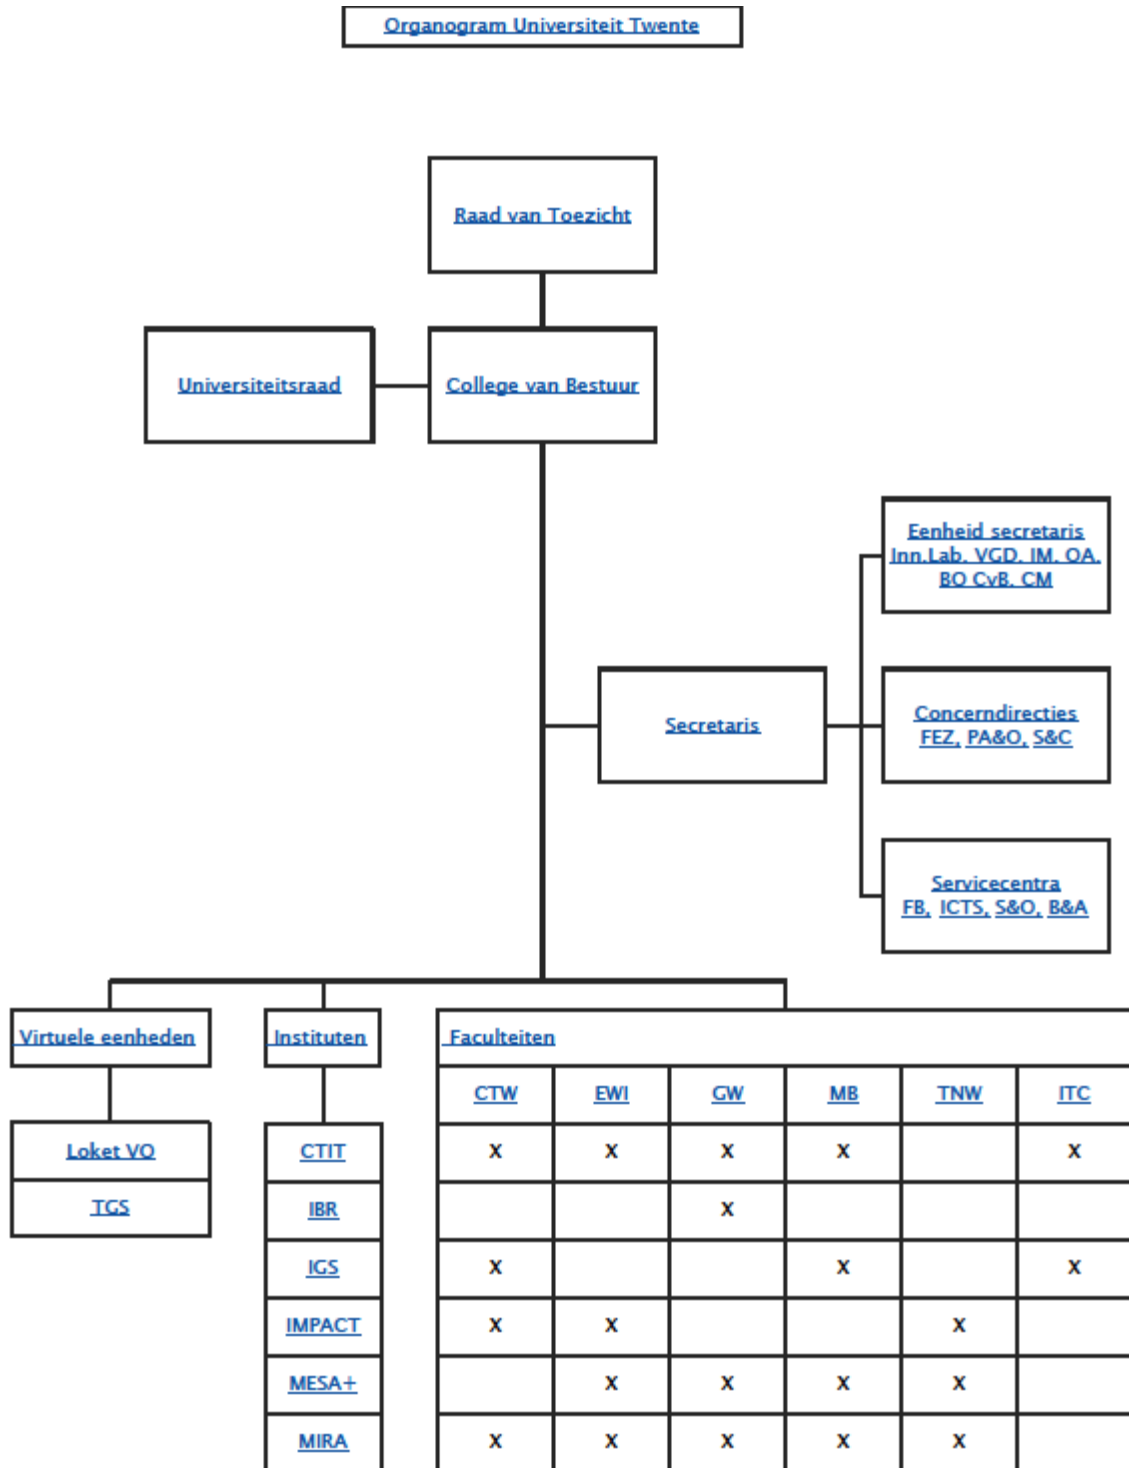 Organogram Universiteit Twente
Raad van Toezicht
Universiteitsraad
College van Bestuur
Eenheid secretaris
Inn.Lab. VGD. IM. OA.
BO CvB. CM
Secretaris
Concerndirecties
FEZ, PA&O, S&C
Servicecentra
FB, ICTS, S&O, B&A
Virtuele eenheden
Instituten
Faculteiten
CTW EWI GW MB TNW ITC
Loket VO
TGS
CTIT X X X X X
IBR X
IGS X X X
IMPACT X X X
MESA+ X X X X
MIRA X X X X X